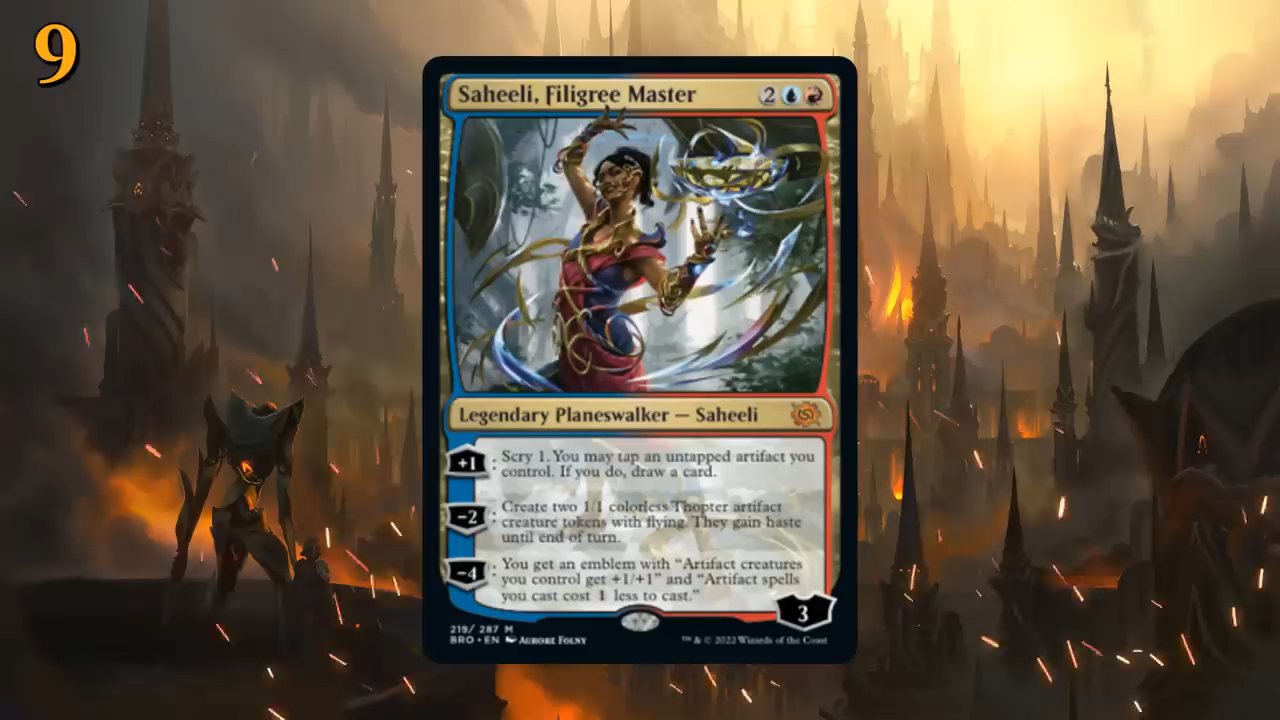 9
Saheeli, Filigree Master 2
Legendary Planeswalker — Saheeli
+1 : Scry 1. You may tap an untapped artifact you
control. If you do, draw a card.
−2 : Create two 1/1 colorless Thopter artifact
creature tokens with flying. They gain haste
until end of turn.
−4 : You get an emblem with “Artifact creatures
you control get +1/+1” and “Artifact spells
you cast cost 1 less to cast.”
3
219/ 287 M
BRO • EN Aurore Folny
™ & © 2022 Wizards of the Coast